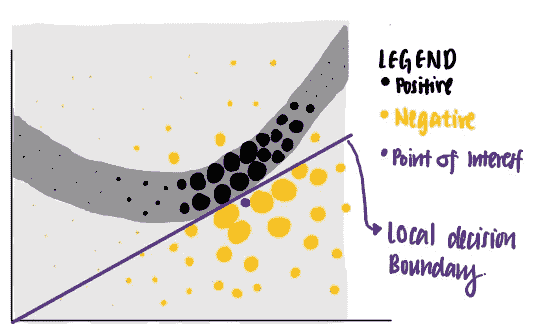 LEGEND
Positive
Negative
Point of Interest
Local decision
Boundary.